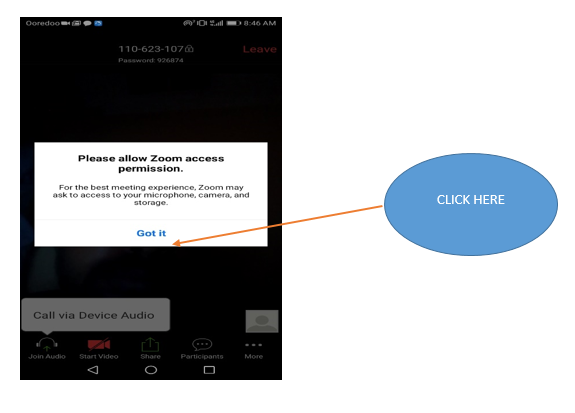 Ooredoo 8:46 AM
110-623-107
Leave
Password: 926874
Please allow Zoom access
permission.
For the best meeting experience, Zoom may
ask to access to your microphone, camera, and
storage.
Got it
CLICK HERE
Call via Device Audio
Join Audio Start Video Share Participants More